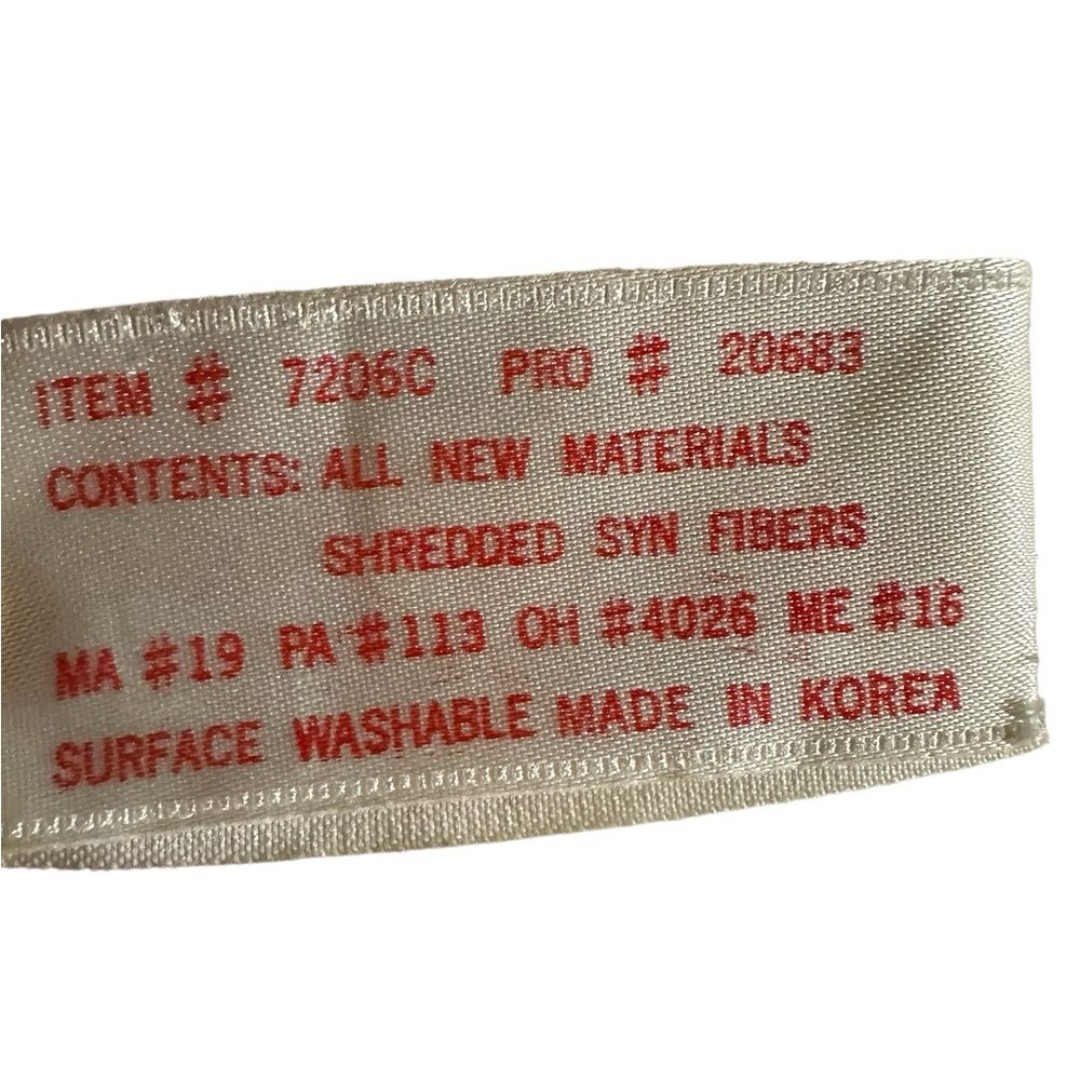 ITEM # 7206C PRO # 20683
CONTENTS: ALL NEW MATERIALS
SHREDDED SYN FIBERS
MA #19 PA #113 OH #4026 ME #16
SURFACE WASHABLE MADE IN KOREA